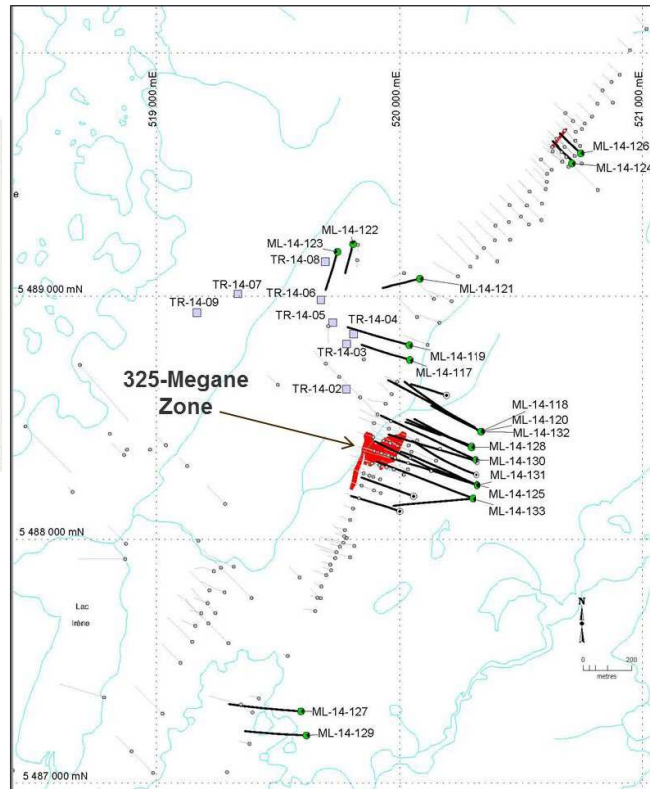 519 000 mE
520 000 mE
521 000 mE
ML-14-126
ML-14-124
ML-14-122
ML-14-123
TR-14-08
ML-14-121
TR-14-07
5 489 000 mN
TR-14-06
TR-14-09
TR-14-05
TR-14-04
TR-14-03
ML-14-119
ML-14-117
325-Megane
Zone
TR-14-02
ML-14-118
ML-14-120
ML-14-132
ML-14-128
ML-14-130
ML-14-131
ML-14-125
ML-14-133
5 488 000 mN
Lac
Irène
N
0 200
metres
ML-14-127
ML-14-129
5 487 000 mN
e